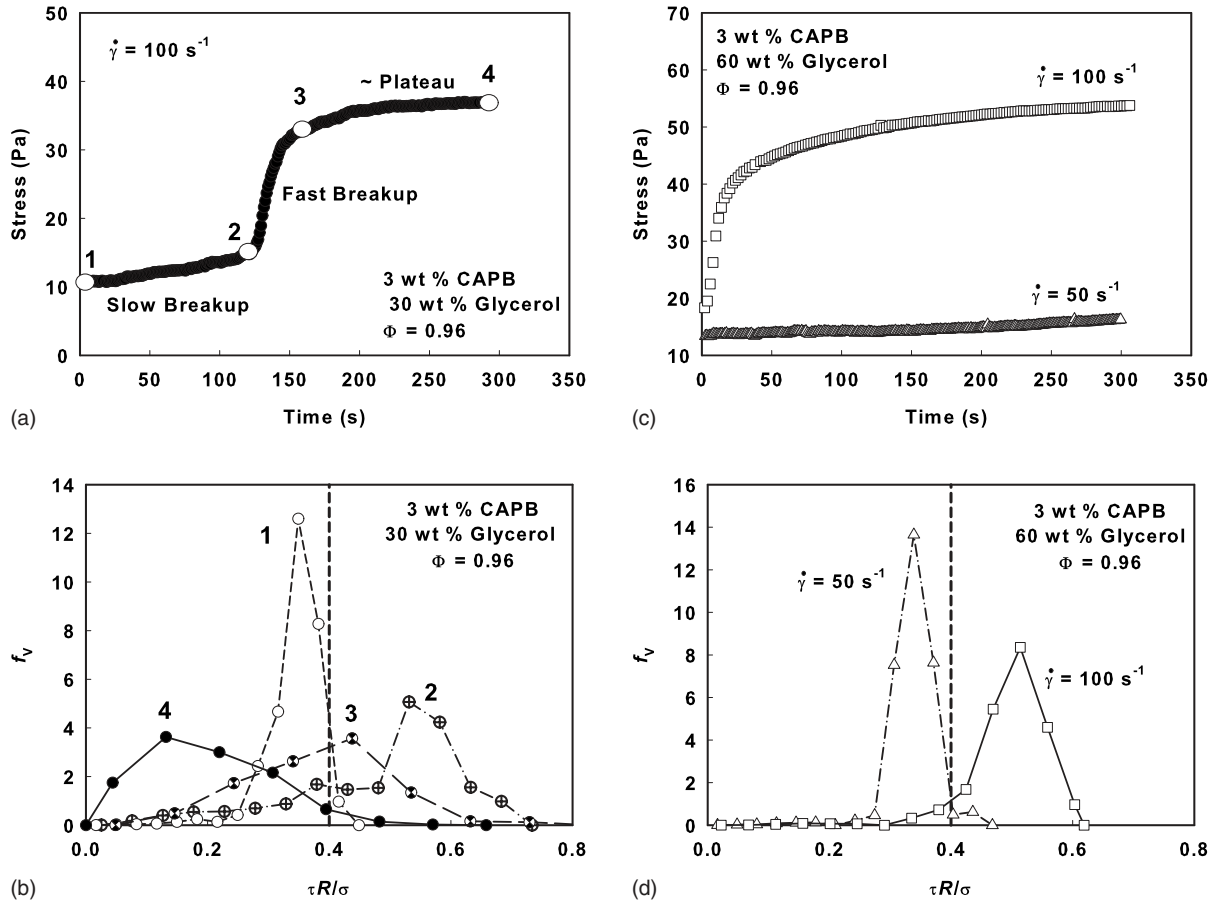 50
40
30
20
10
0
Stress (Pa)
γ̇ = 100 s⁻¹
1
2
3
4
~ Plateau
Fast Breakup
Slow Breakup
3 wt % CAPB
30 wt % Glycerol
Φ = 0.96
0 50 100 150 200 250 300 350
Time (s)
(a)
70
60
50
40
30
20
10
Stress (Pa)
3 wt % CAPB
60 wt % Glycerol
Φ = 0.96
γ̇ = 100 s⁻¹
γ̇ = 50 s⁻¹
0 50 100 150 200 250 300 350
Time (s)
(c)
14
12
10
8
6
4
2
0
fᵥ
3 wt % CAPB
30 wt % Glycerol
Φ = 0.96
1
2
3
4
0.0 0.2 0.4 0.6 0.8
τR/σ
(b)
16
14
12
10
8
6
4
2
0
fᵥ
3 wt % CAPB
60 wt % Glycerol
Φ = 0.96
γ̇ = 50 s⁻¹
γ̇ = 100 s⁻¹
0.0 0.2 0.4 0.6 0.8
τR/σ
(d)